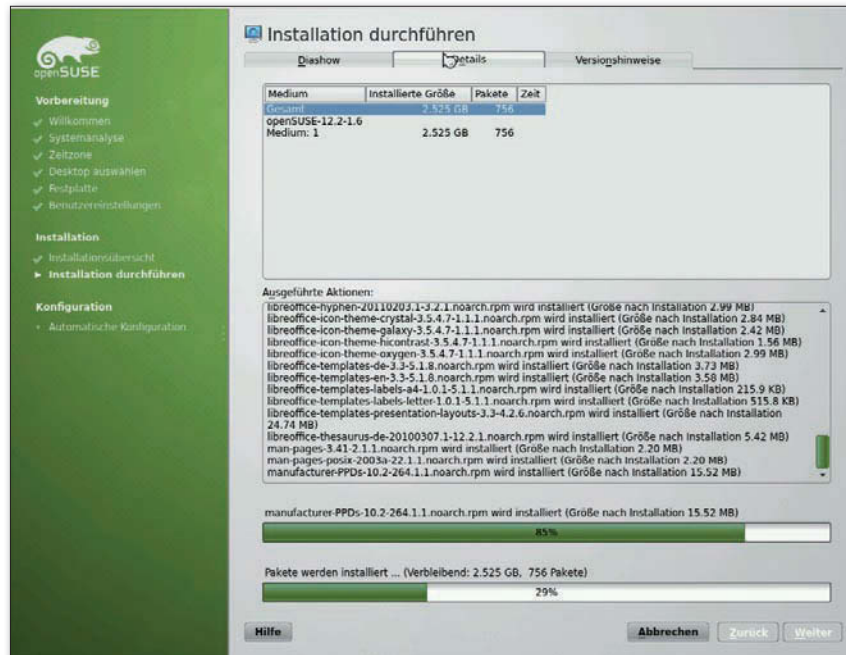 openSUSE
Vorbereitung
Willkommen
Systemanalyse
Zeitzone
Desktop auswählen
Festplatte
Benutzereinstellungen
Installation
Installationsübersicht
Installation durchführen
Konfiguration
Automatische Konfiguration
Installation durchführen
Diashow
Details
Versionshinweise
Medium Installierte Größe Pakete Zeit
Gesamt 2.525 GB 756
openSUSE-12.2-1.6
Medium: 1 2.525 GB 756
Ausgeführte Aktionen:
libreoffice-hyphen-20110203.1-3.2.1.noarch.rpm wird installiert (Größe nach Installation 2.99 MB)
libreoffice-icon-theme-crystal-3.5.4.7-1.1.1.noarch.rpm wird installiert (Größe nach Installation 2.84 MB)
libreoffice-icon-theme-galaxy-3.5.4.7-1.1.1.noarch.rpm wird installiert (Größe nach Installation 2.42 MB)
libreoffice-icon-theme-hicontrast-3.5.4.7-1.1.1.noarch.rpm wird installiert (Größe nach Installation 1.56 MB)
libreoffice-icon-theme-oxygen-3.5.4.7-1.1.1.noarch.rpm wird installiert (Größe nach Installation 2.99 MB)
libreoffice-templates-de-3.3-5.1.8.noarch.rpm wird installiert (Größe nach Installation 3.73 MB)
libreoffice-templates-en-3.3-5.1.8.noarch.rpm wird installiert (Größe nach Installation 3.58 MB)
libreoffice-templates-labels-a4-1.0.1-5.1.1.noarch.rpm wird installiert (Größe nach Installation 215.9 KB)
libreoffice-templates-labels-letter-1.0.1-5.1.1.noarch.rpm wird installiert (Größe nach Installation 515.8 KB)
libreoffice-templates-presentation-layouts-3.3-4.2.6.noarch.rpm wird installiert (Größe nach Installation
24.74 MB)
libreoffice-thesaurus-de-20100307.1-12.2.1.noarch.rpm wird installiert (Größe nach Installation 5.42 MB)
man-pages-3.41-2.1.1.noarch.rpm wird installiert (Größe nach Installation 2.20 MB)
man-pages-posix-2003a-22.1.1.noarch.rpm wird installiert (Größe nach Installation 2.20 MB)
manufacturer-PPDs-10.2-264.1.1.noarch.rpm wird installiert (Größe nach Installation 15.52 MB)
manufacturer-PPDs-10.2-264.1.1.noarch.rpm wird installiert (Größe nach Installation 15.52 MB)
85%
Pakete werden installiert ... (Verbleibend: 2.525 GB, 756 Pakete)
29%
Hilfe
Abbrechen
Zurück
Weiter